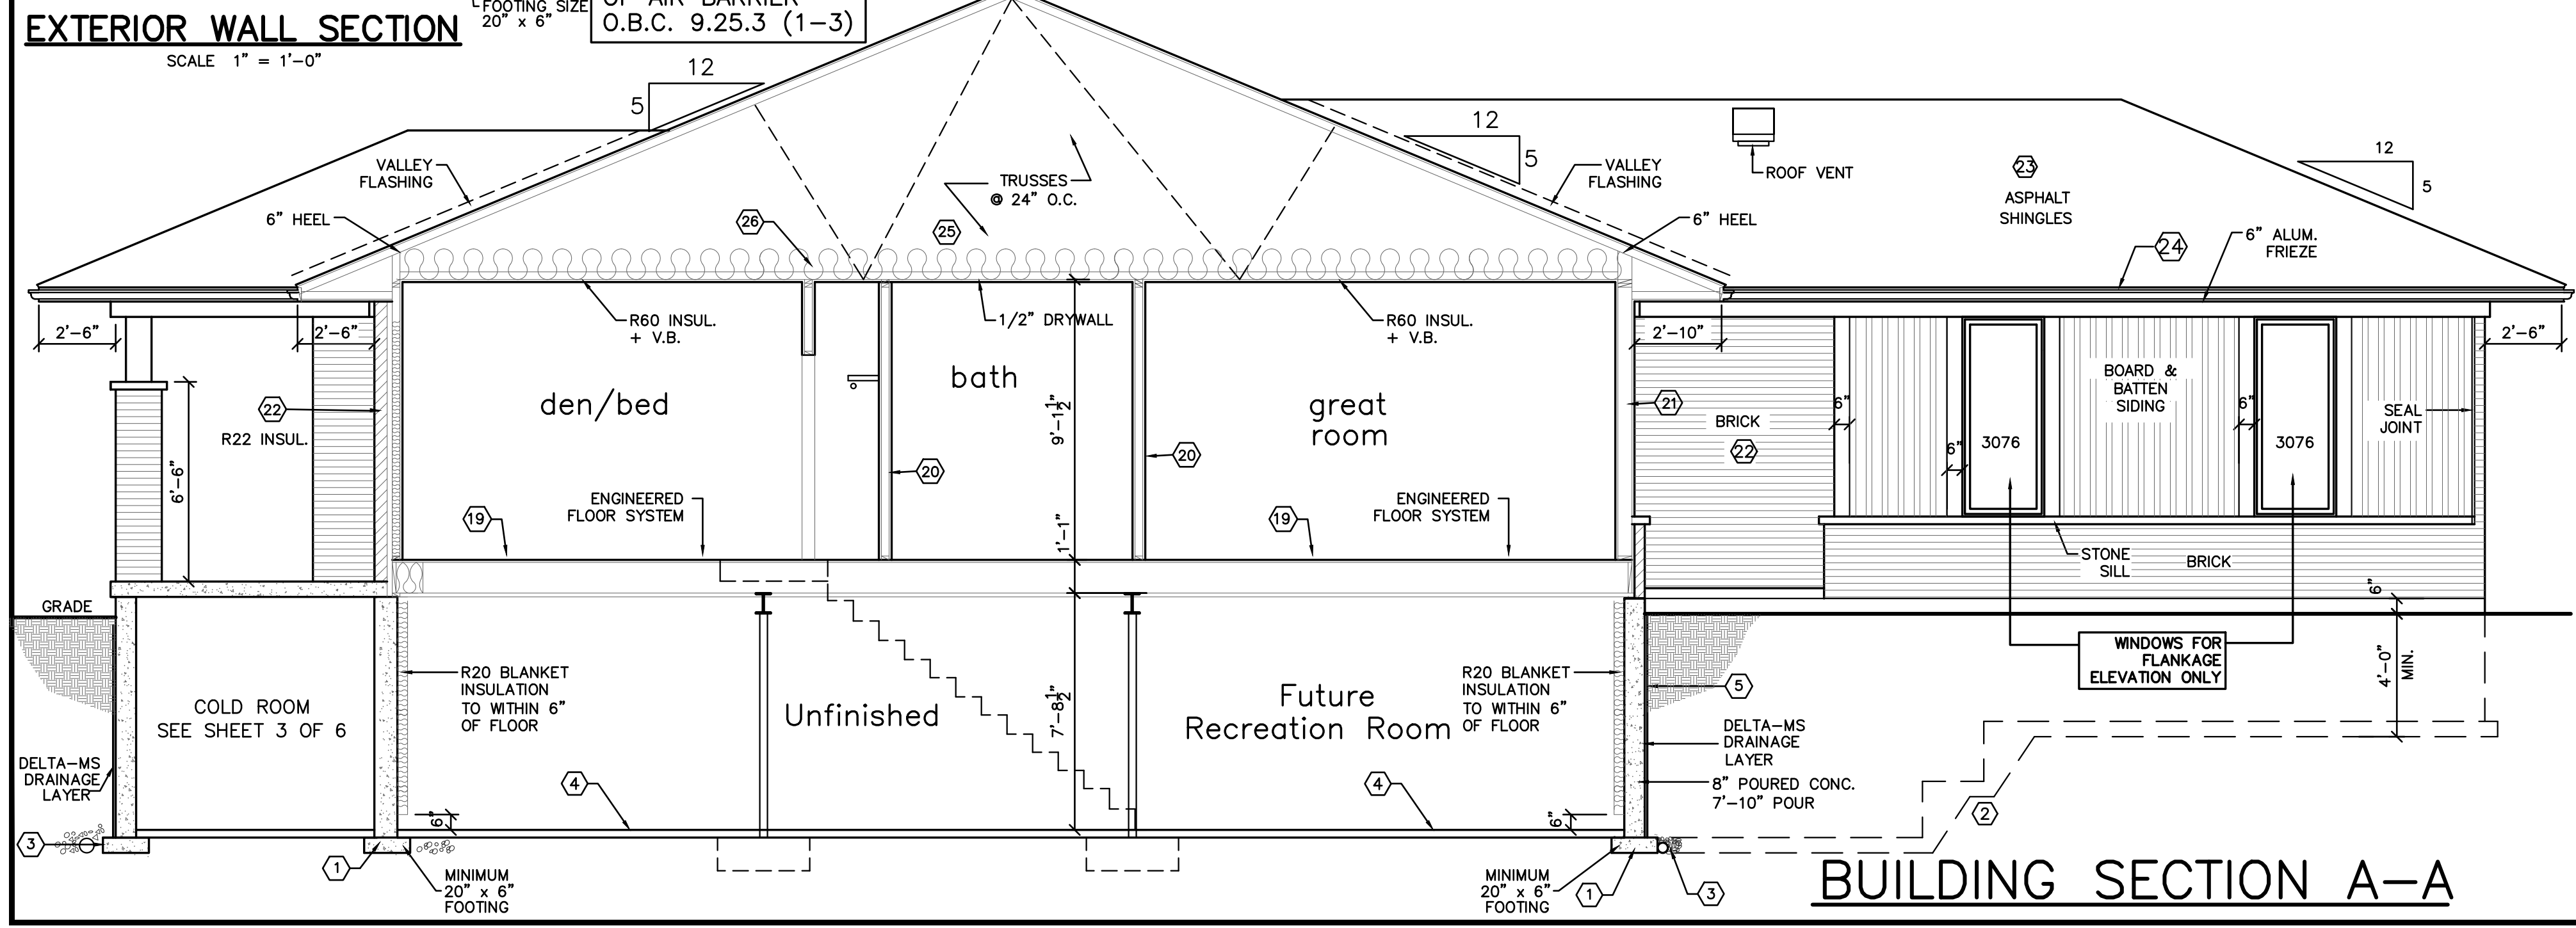 FOOTING SIZE
20" x 6"
OF AIR BARRIER
O.B.C. 9.25.3 (1-3)
EXTERIOR WALL SECTION
SCALE 1" = 1'-0"
12
5
12
5
12
5
VALLEY
FLASHING
6" HEEL
TRUSSES
@ 24" O.C.
26
25
VALLEY
FLASHING
6" HEEL
ROOF VENT
23
ASPHALT
SHINGLES
24
6" ALUM.
FRIEZE
2'-6"
2'-6"
R60 INSUL.
+ V.B.
1/2" DRYWALL
R60 INSUL.
+ V.B.
2'-10"
2'-6"
den/bed
bath
great
room
22
R22 INSUL.
6'-6"
9'-1 1/2"
20
20
21
BRICK
22
6"
6"
3076
BOARD &
BATTEN
SIDING
6"
3076
SEAL
JOINT
19
ENGINEERED
FLOOR SYSTEM
1'-1"
19
ENGINEERED
FLOOR SYSTEM
STONE
SILL
BRICK
6"
GRADE
COLD ROOM
SEE SHEET 3 OF 6
R20 BLANKET
INSULATION
TO WITHIN 6"
OF FLOOR
Unfinished
7'-8 1/2"
Future
Recreation Room
R20 BLANKET
INSULATION
TO WITHIN 6"
OF FLOOR
5
WINDOWS FOR
FLANKAGE
ELEVATION ONLY
4'-0"
MIN.
DELTA-MS
DRAINAGE
LAYER
DELTA-MS
DRAINAGE
LAYER
8" POURED CONC.
7'-10" POUR
4
4
6"
6"
2
3
1
MINIMUM
20" x 6"
FOOTING
MINIMUM
20" x 6"
FOOTING
1
3
BUILDING SECTION A-A